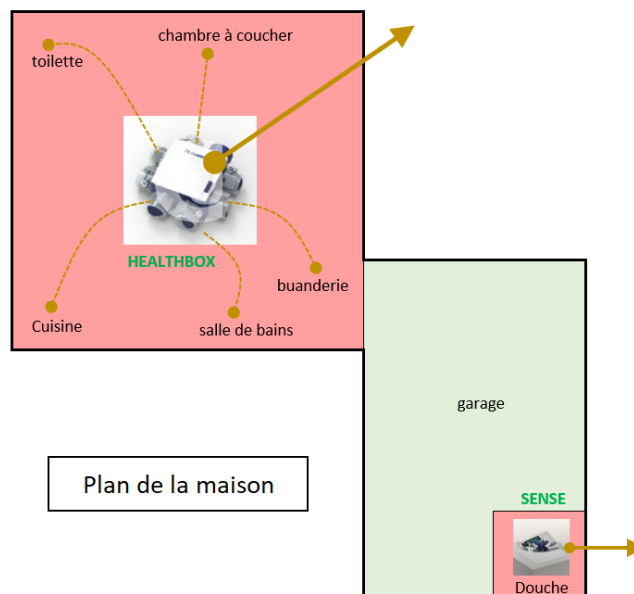 chambre à coucher
toilette
HEALTHBOX
buanderie
Cuisine
salle de bains
garage
Plan de la maison
SENSE
Douche